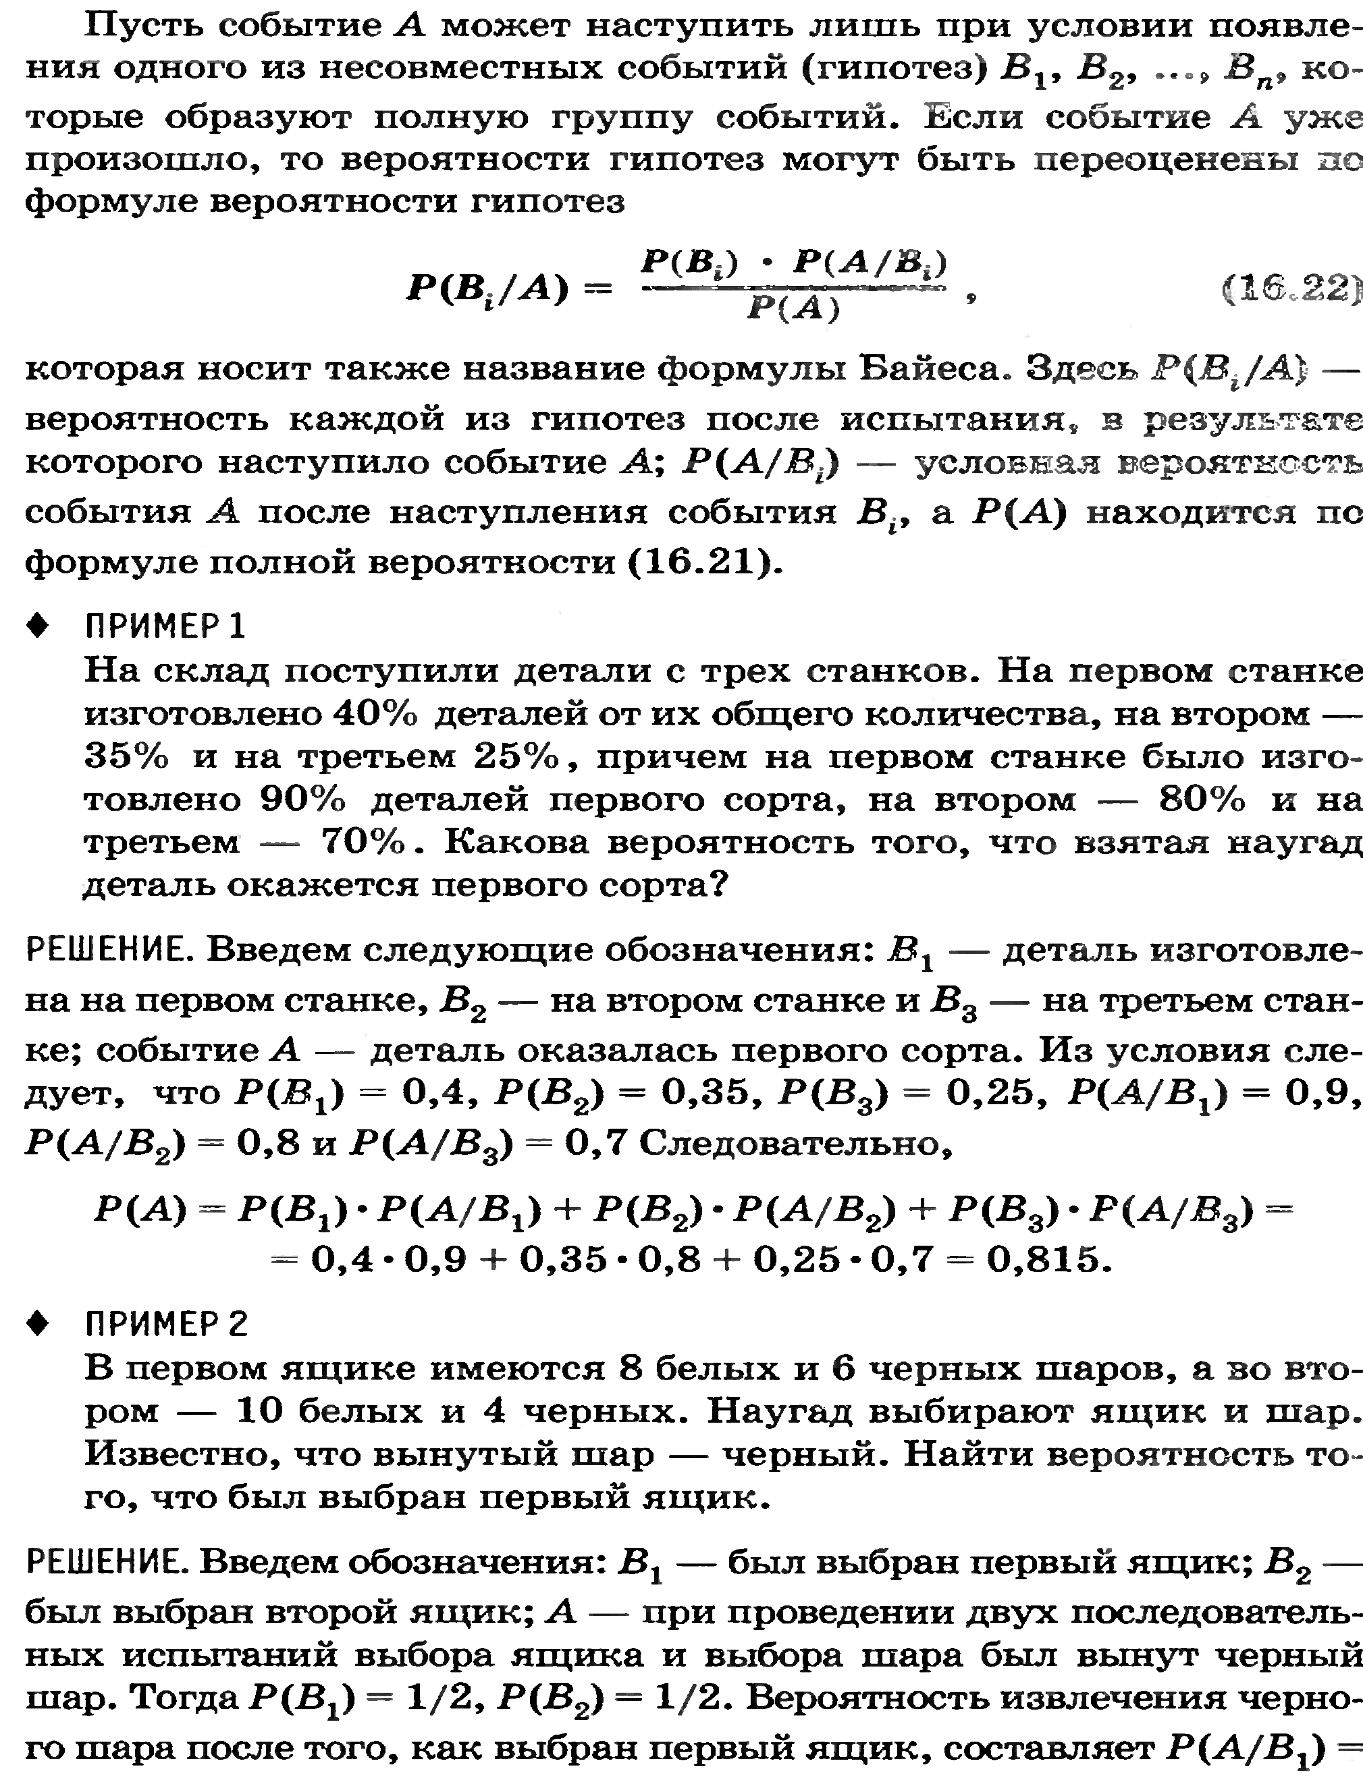 Пусть событие A может наступить лишь при условии появле-
ния одного из несовместных событий (гипотез) B₁, B₂, ..., Bₙ, ко-
торые образуют полную группу событий. Если событие A уже
произошло, то вероятности гипотез могут быть переоценены по
формуле вероятности гипотез
P(Bᵢ/A) = P(Bᵢ) · P(A/Bᵢ) / P(A) , (16.22)
которая носит также название формулы Байеса. Здесь P(Bᵢ/A) —
вероятность каждой из гипотез после испытания, в результате
которого наступило событие A; P(A/Bᵢ) — условная вероятность
события A после наступления события Bᵢ, а P(A) находится по
формуле полной вероятности (16.21).
♦ ПРИМЕР 1
На склад поступили детали с трех станков. На первом станке
изготовлено 40% деталей от их общего количества, на втором —
35% и на третьем 25%, причем на первом станке было изго-
товлено 90% деталей первого сорта, на втором — 80% и на
третьем — 70%. Какова вероятность того, что взятая наугад
деталь окажется первого сорта?
РЕШЕНИЕ. Введем следующие обозначения: B₁ — деталь изготовле-
на на первом станке, B₂ — на втором станке и B₃ — на третьем стан-
ке; событие A — деталь оказалась первого сорта. Из условия сле-
дует, что P(B₁) = 0,4, P(B₂) = 0,35, P(B₃) = 0,25, P(A/B₁) = 0,9,
P(A/B₂) = 0,8 и P(A/B₃) = 0,7 Следовательно,
P(A) = P(B₁) · P(A/B₁) + P(B₂) · P(A/B₂) + P(B₃) · P(A/B₃) =
= 0,4 · 0,9 + 0,35 · 0,8 + 0,25 · 0,7 = 0,815.
♦ ПРИМЕР 2
В первом ящике имеются 8 белых и 6 черных шаров, а во вто-
ром — 10 белых и 4 черных. Наугад выбирают ящик и шар.
Известно, что вынутый шар — черный. Найти вероятность то-
го, что был выбран первый ящик.
РЕШЕНИЕ. Введем обозначения: B₁ — был выбран первый ящик; B₂ —
был выбран второй ящик; A — при проведении двух последователь-
ных испытаний выбора ящика и выбора шара был вынут черный
шар. Тогда P(B₁) = 1/2, P(B₂) = 1/2. Вероятность извлечения черно-
го шара после того, как выбран первый ящик, составляет P(A/B₁) =